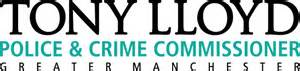 TONY LLOYD
POLICE & CRIME COMMISSIONER
GREATER MANCHESTER